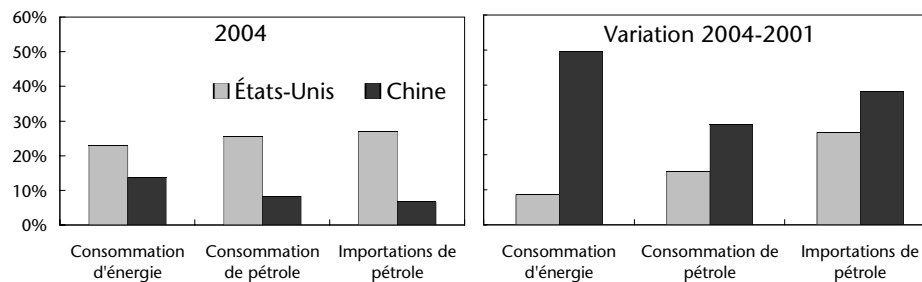 60%
50%
40%
30%
20%
10%
0%
2004
États-Unis Chine
Consommation
d'énergie
Consommation
de pétrole
Importations de
pétrole
Variation 2004-2001
Consommation
d'énergie
Consommation de
pétrole
Importations de
pétrole